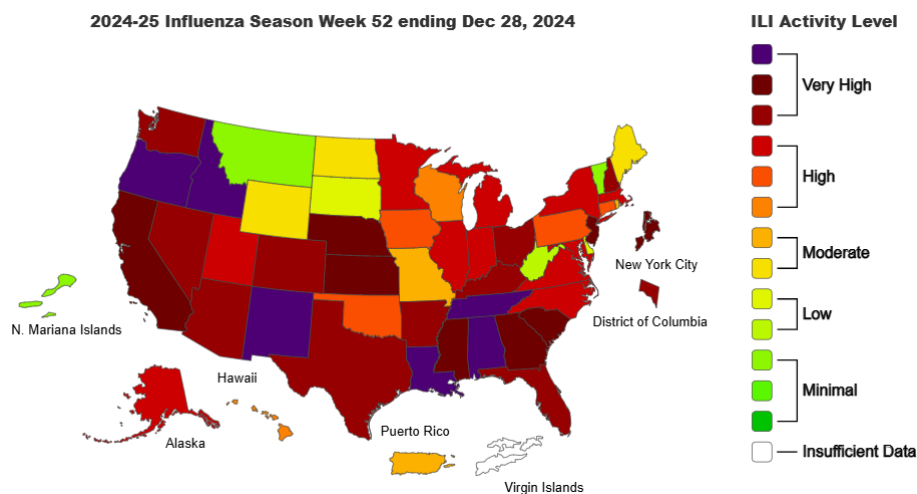 2024-25 Influenza Season Week 52 ending Dec 28, 2024
ILI Activity Level
Very High
High
Moderate
Low
Minimal
Insufficient Data
New York City
District of Columbia
N. Mariana Islands
Hawaii
Alaska
Puerto Rico
Virgin Islands